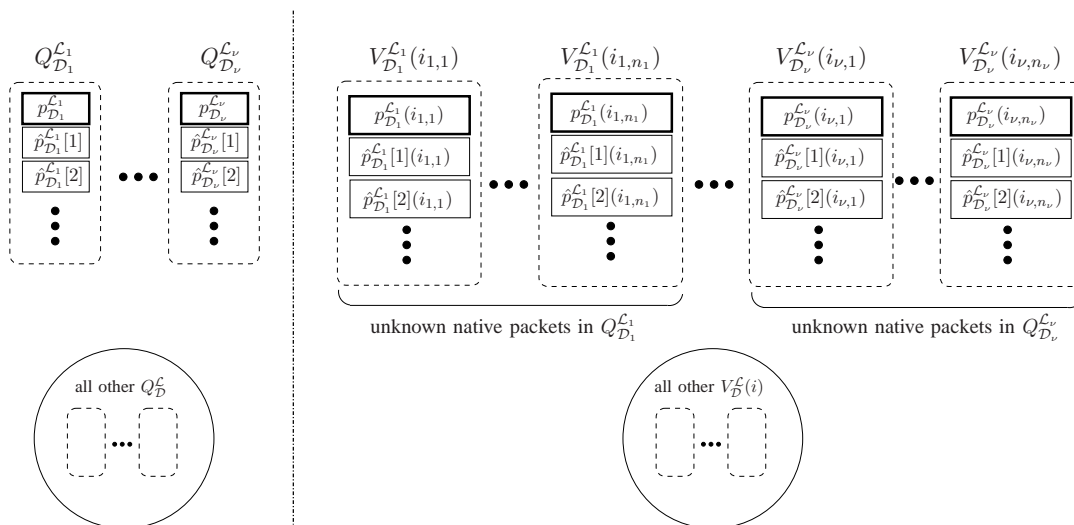 $Q_{\mathcal{D}_1}^{\mathcal{L}_1}$ $Q_{\mathcal{D}_\nu}^{\mathcal{L}_\nu}$
$p_{\mathcal{D}_1}^{\mathcal{L}_1}$ $p_{\mathcal{D}_\nu}^{\mathcal{L}_\nu}$
$\hat{p}_{\mathcal{D}_1}^{\mathcal{L}_1}[1]$ $\hat{p}_{\mathcal{D}_\nu}^{\mathcal{L}_\nu}[1]$
$\hat{p}_{\mathcal{D}_1}^{\mathcal{L}_1}[2]$ $\hat{p}_{\mathcal{D}_\nu}^{\mathcal{L}_\nu}[2]$
all other $Q_{\mathcal{D}}^{\mathcal{L}}$
$V_{\mathcal{D}_1}^{\mathcal{L}_1}(i_{1,1})$ $V_{\mathcal{D}_1}^{\mathcal{L}_1}(i_{1,n_1})$ $V_{\mathcal{D}_\nu}^{\mathcal{L}_\nu}(i_{\nu,1})$ $V_{\mathcal{D}_\nu}^{\mathcal{L}_\nu}(i_{\nu,n_\nu})$
$p_{\mathcal{D}_1}^{\mathcal{L}_1}(i_{1,1})$ $p_{\mathcal{D}_1}^{\mathcal{L}_1}(i_{1,n_1})$ $p_{\mathcal{D}_\nu}^{\mathcal{L}_\nu}(i_{\nu,1})$ $p_{\mathcal{D}_\nu}^{\mathcal{L}_\nu}(i_{\nu,n_\nu})$
$\hat{p}_{\mathcal{D}_1}^{\mathcal{L}_1}[1](i_{1,1})$ $\hat{p}_{\mathcal{D}_1}^{\mathcal{L}_1}[1](i_{1,n_1})$ $\hat{p}_{\mathcal{D}_\nu}^{\mathcal{L}_\nu}[1](i_{\nu,1})$ $\hat{p}_{\mathcal{D}_\nu}^{\mathcal{L}_\nu}[1](i_{\nu,n_\nu})$
$\hat{p}_{\mathcal{D}_1}^{\mathcal{L}_1}[2](i_{1,1})$ $\hat{p}_{\mathcal{D}_1}^{\mathcal{L}_1}[2](i_{1,n_1})$ $\hat{p}_{\mathcal{D}_\nu}^{\mathcal{L}_\nu}[2](i_{\nu,1})$ $\hat{p}_{\mathcal{D}_\nu}^{\mathcal{L}_\nu}[2](i_{\nu,n_\nu})$
unknown native packets in $Q_{\mathcal{D}_1}^{\mathcal{L}_1}$ unknown native packets in $Q_{\mathcal{D}_\nu}^{\mathcal{L}_\nu}$
all other $V_{\mathcal{D}}^{\mathcal{L}}(i)$